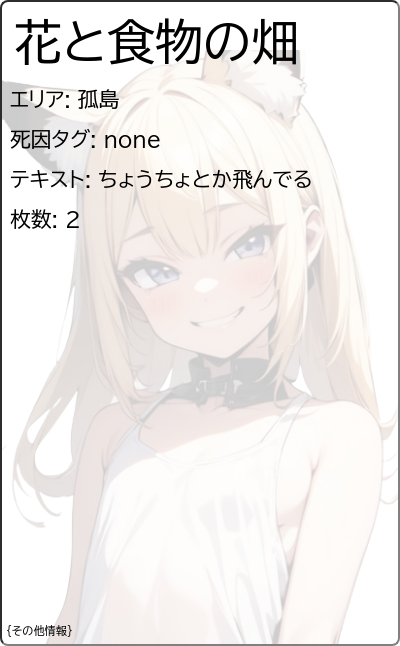 花と食物の畑
エリア: 孤島
死因タグ: none
テキスト: ちょうちょとか飛んでる
枚数: 2
{その他情報}